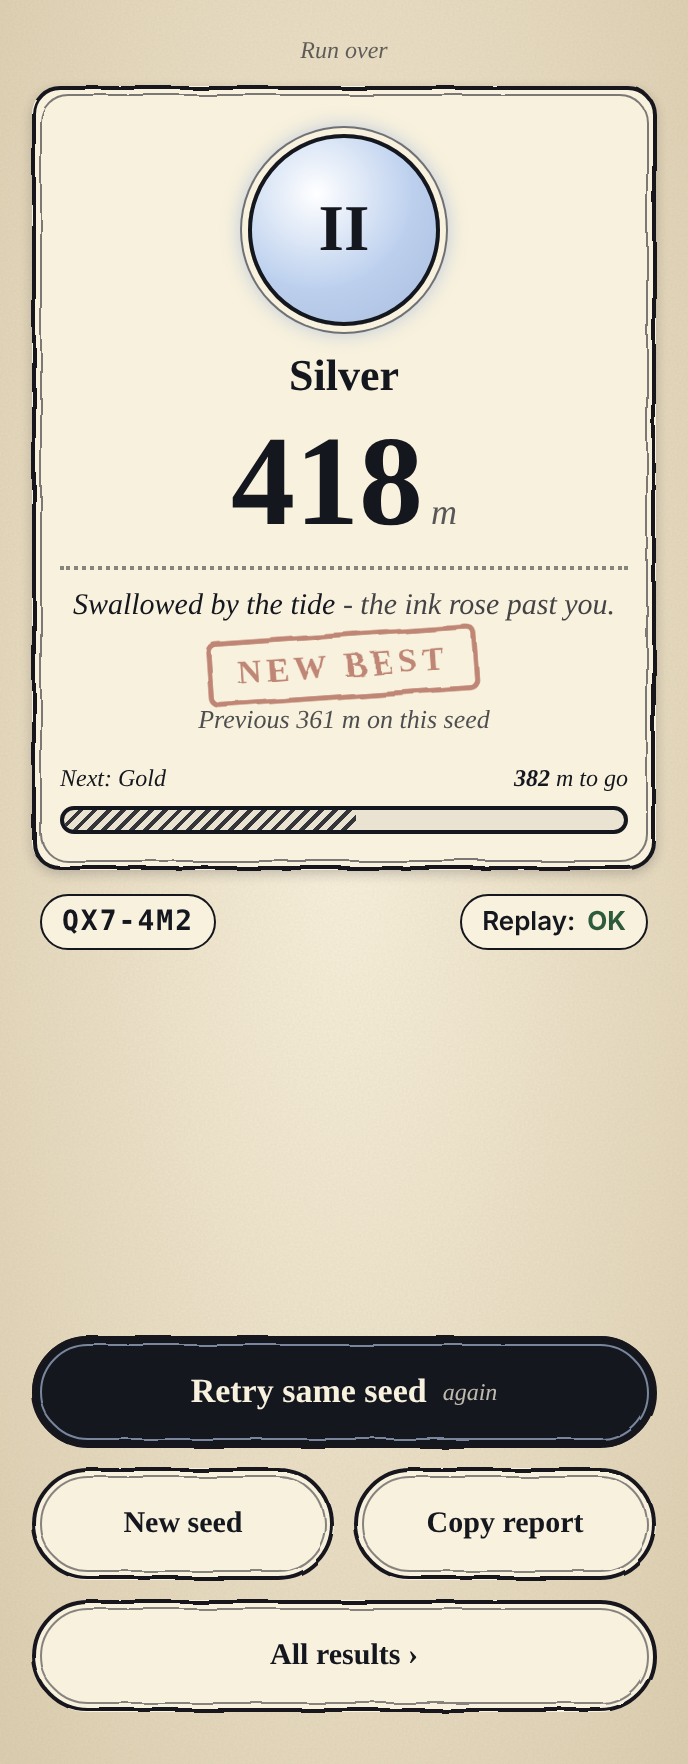 Run over
II
Silver
418 m
Swallowed by the tide - the ink rose past you.
NEW BEST
Previous 361 m on this seed
Next: Gold 382 m to go
QX7-4M2 Replay: OK
Retry same seed again
New seed Copy report
All results ›